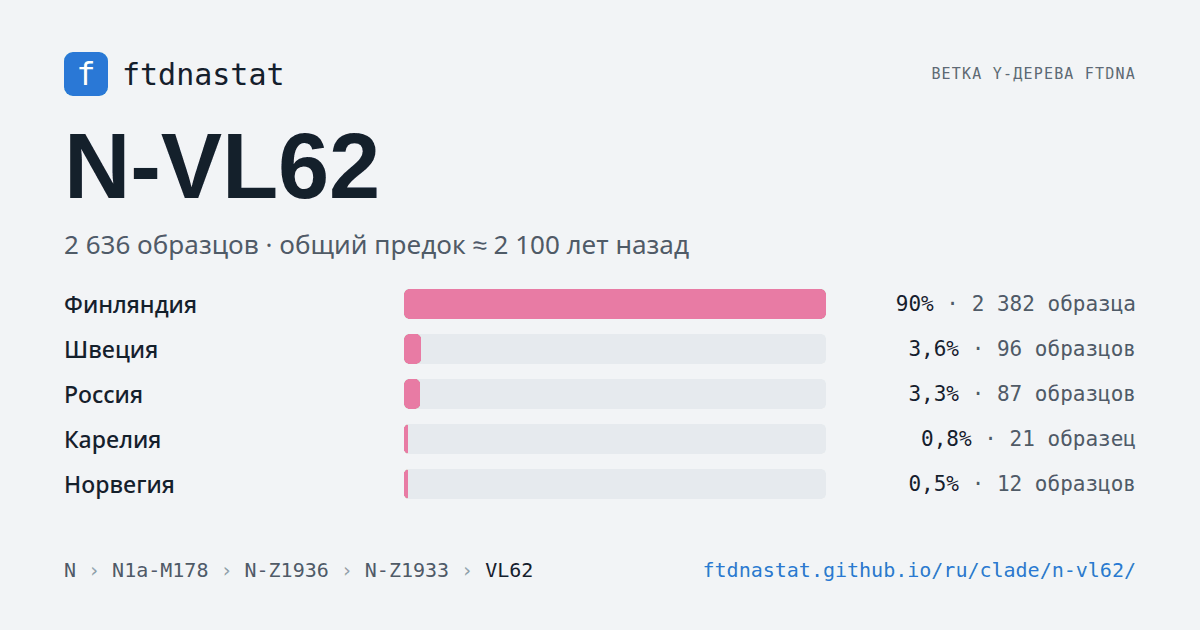 f ftdnastat
ВЕТКА Y-ДЕРЕВА FTDNA
N-VL62
2 636 образцов · общий предок ≈ 2 100 лет назад
Финляндия 90% · 2 382 образца
Швеция 3,6% · 96 образцов
Россия 3,3% · 87 образцов
Карелия 0,8% · 21 образец
Норвегия 0,5% · 12 образцов
N › N1a-M178 › N-Z1936 › N-Z1933 › VL62
ftdnastat.github.io/ru/clade/n-vl62/